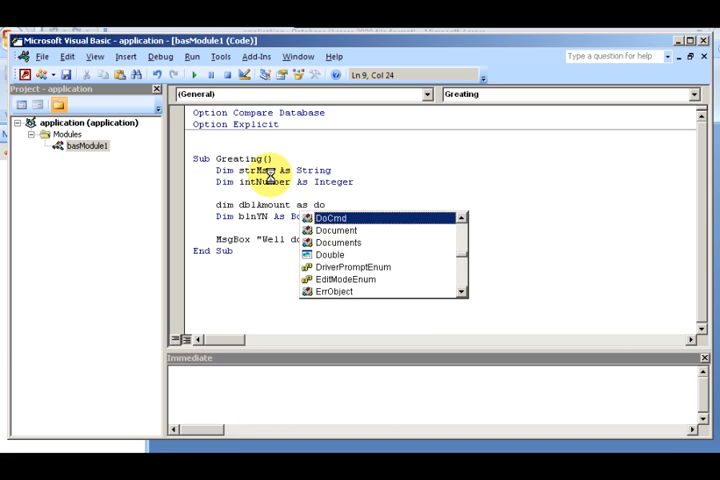 Microsoft Visual Basic - application - [basModule1 (Code)]
File Edit View Insert Debug Run Tools Add-Ins Window Help
Type a question for help
Ln 9, Col 24
Project - application
(General) Greating
application (application)
Modules
basModule1
Option Compare Database
Option Explicit
Sub Greating()
Dim strMsg As String
Dim intNumber As Integer
dim dblAmount as do
Dim blnYN As Bo
MsgBox "Well do
End Sub
DoCmd
Document
Documents
Double
DriverPromptEnum
EditModeEnum
ErrObject
Immediate